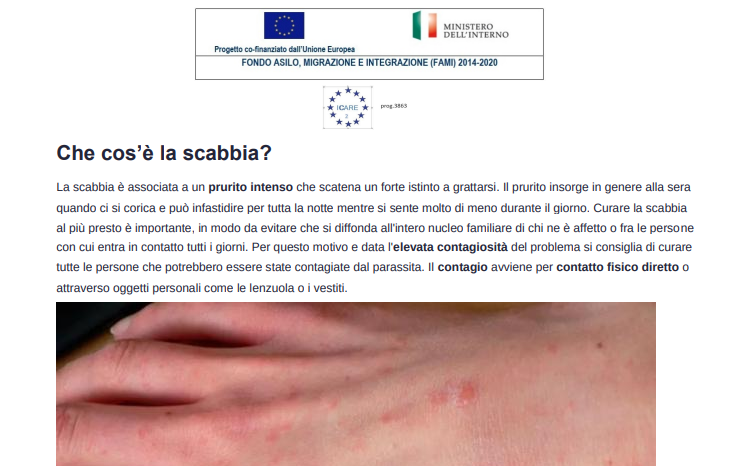 MINISTERO
DELL'INTERNO
Progetto co-finanziato dall'Unione Europea
FONDO ASILO, MIGRAZIONE E INTEGRAZIONE (FAMI) 2014-2020
ICARE
3
prog.3863
Che cos'è la scabbia?
La scabbia è associata a un prurito intenso che scatena un forte istinto a grattarsi. Il prurito insorge in genere alla sera
quando ci si corica e può infastidire per tutta la notte mentre si sente molto di meno durante il giorno. Curare la scabbia
al più presto è importante, in modo da evitare che si diffonda all'intero nucleo familiare di chi ne è affetto o fra le persone
con cui entra in contatto tutti i giorni. Per questo motivo e data l'elevata contagiosità del problema si consiglia di curare
tutte le persone che potrebbero essere state contagiate dal parassita. Il contagio avviene per contatto fisico diretto o
attraverso oggetti personali come le lenzuola o i vestiti.